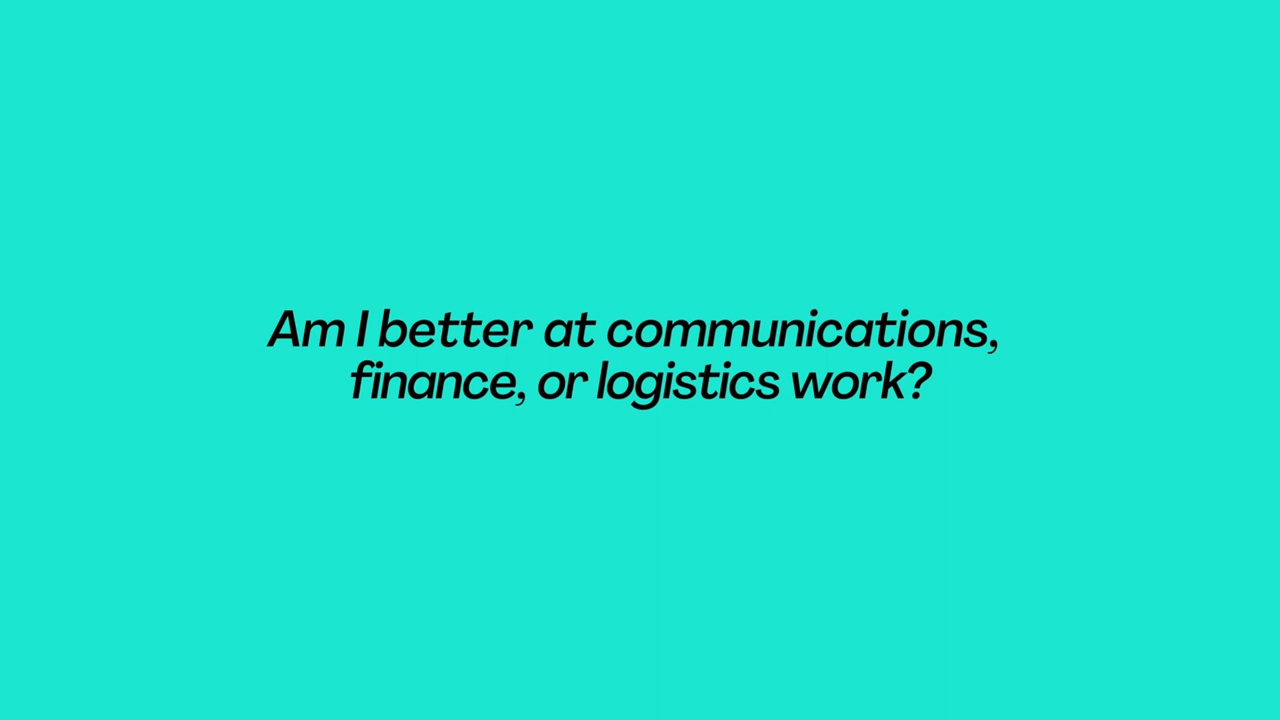 Am I better at communications,
finance, or logistics work?